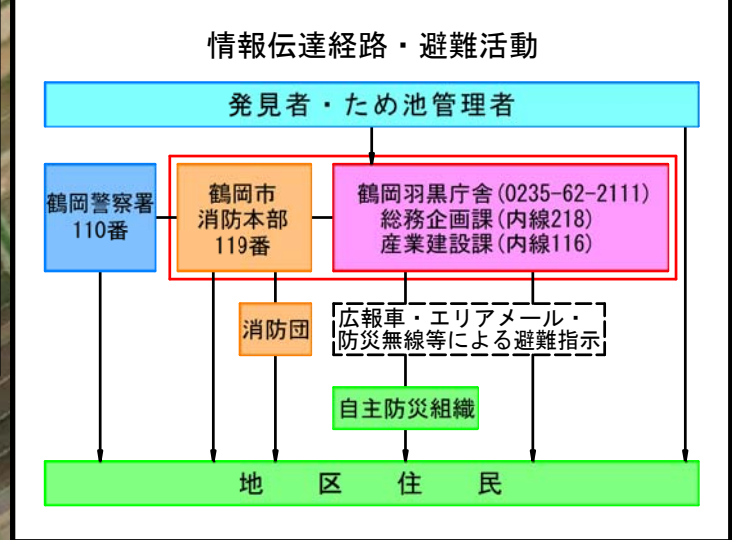 情報伝達経路・避難活動
発見者・ため池管理者
鶴岡警察署
110番
鶴岡市
消防本部
119番
鶴岡羽黒庁舎(0235-62-2111)
総務企画課(内線218)
産業建設課(内線116)
消防団
広報車・エリアメール・
防災無線等による避難指示
自主防災組織
地区住民